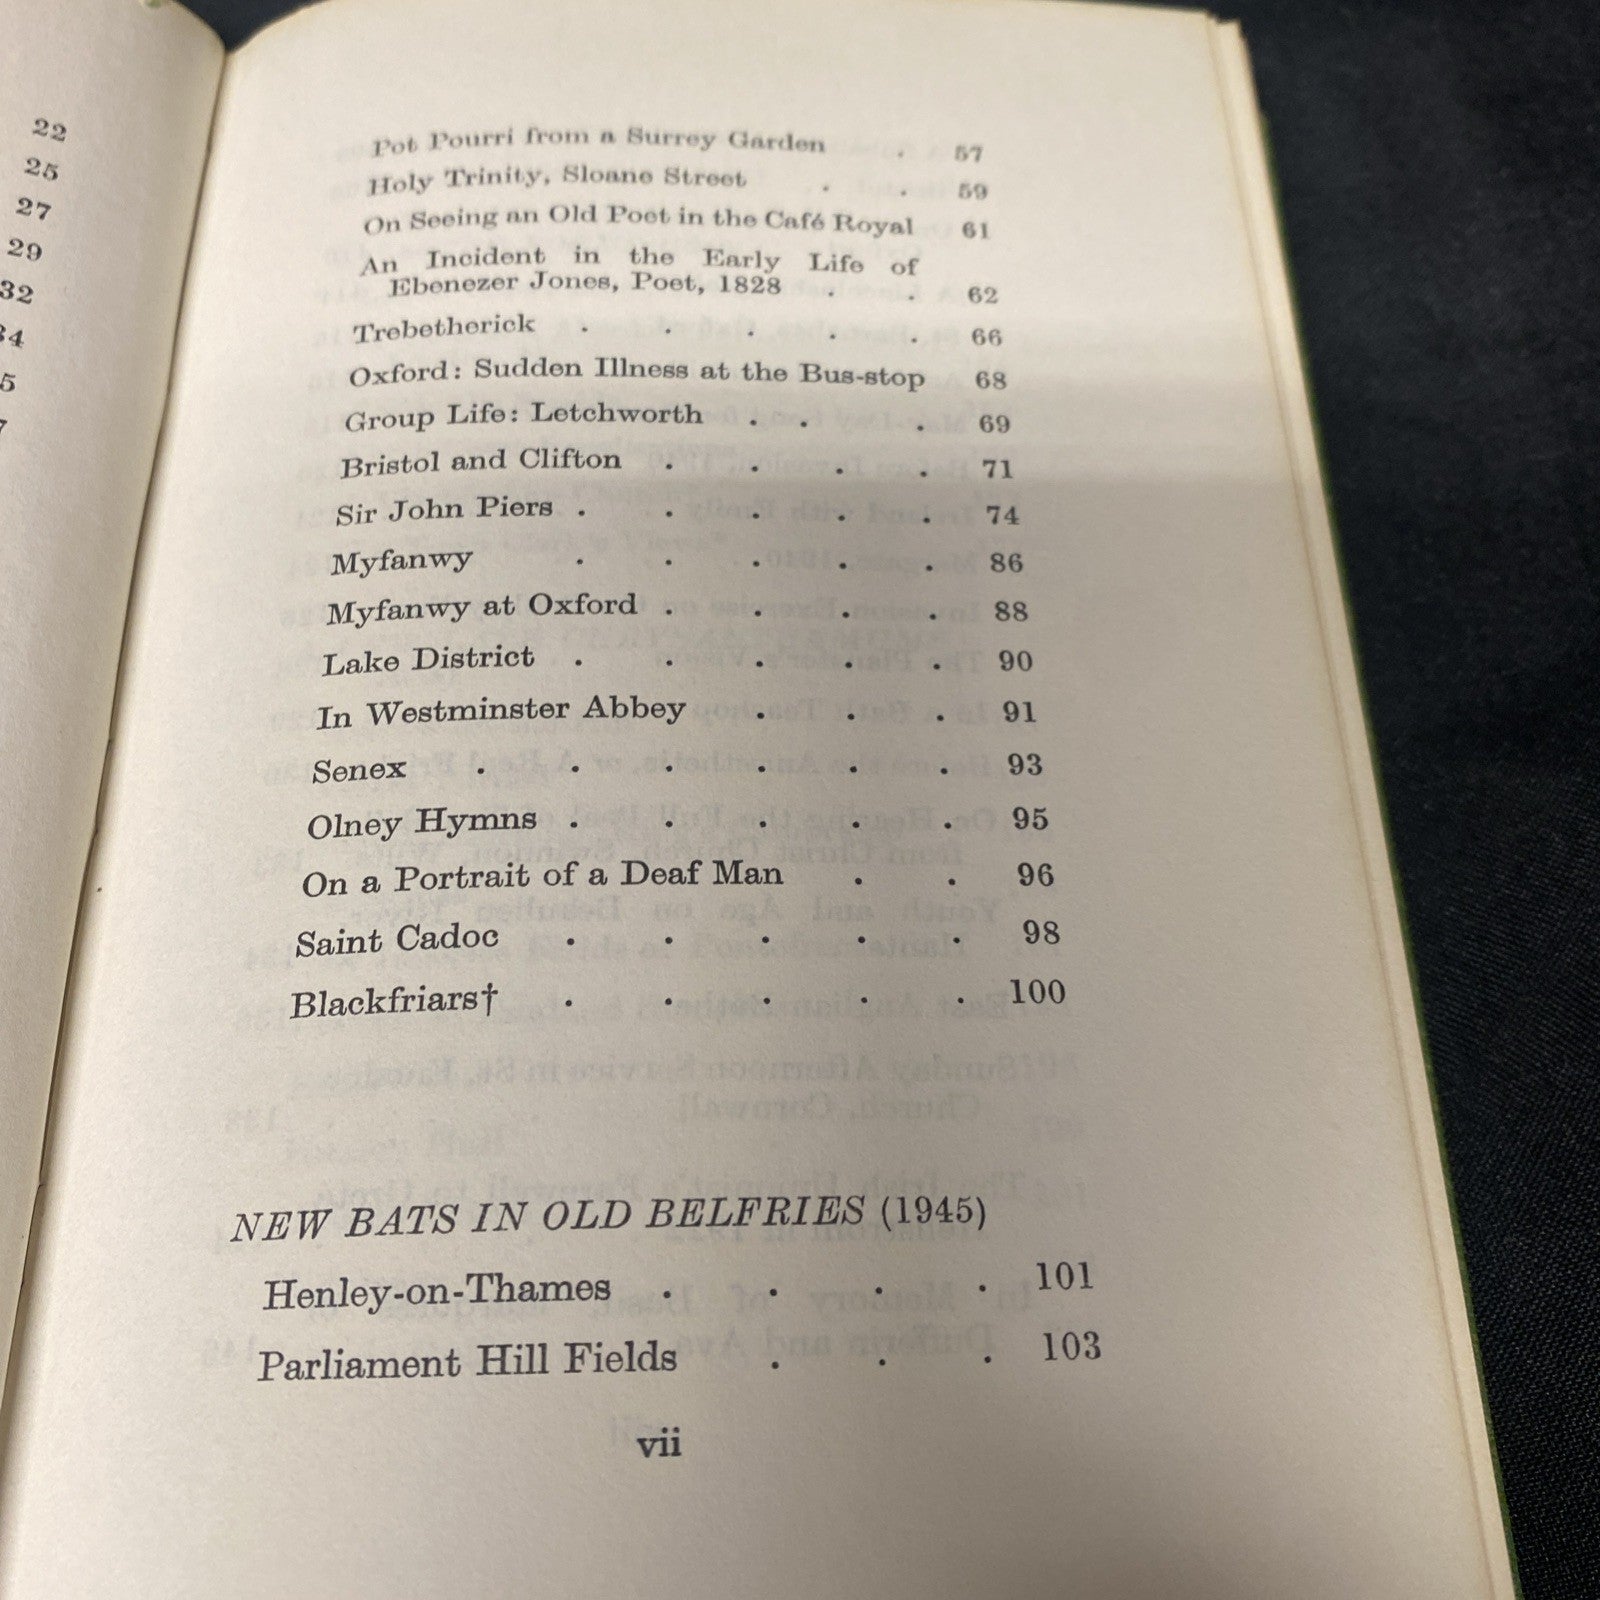 22
25
27
29
32
34
5
7
Pot Pourri from a Surrey Garden . 57
Holy Trinity, Sloane Street . . 59
On Seeing an Old Poet in the Café Royal 61
An Incident in the Early Life of
Ebenezer Jones, Poet, 1828 . . 62
Trebetherick . . . . . 66
Oxford: Sudden Illness at the Bus-stop 68
Group Life: Letchworth . . . 69
Bristol and Clifton . . . . 71
Sir John Piers . . . . . 74
Myfanwy . . . . . 86
Myfanwy at Oxford . . . . 88
Lake District . . . . . 90
In Westminster Abbey . . . 91
Senex . . . . . . 93
Olney Hymns . . . . . 95
On a Portrait of a Deaf Man . . 96
Saint Cadoc . . . . . 98
Blackfriars† . . . . . 100
NEW BATS IN OLD BELFRIES (1945)
Henley-on-Thames . . . . 101
Parliament Hill Fields . . . 103
vii